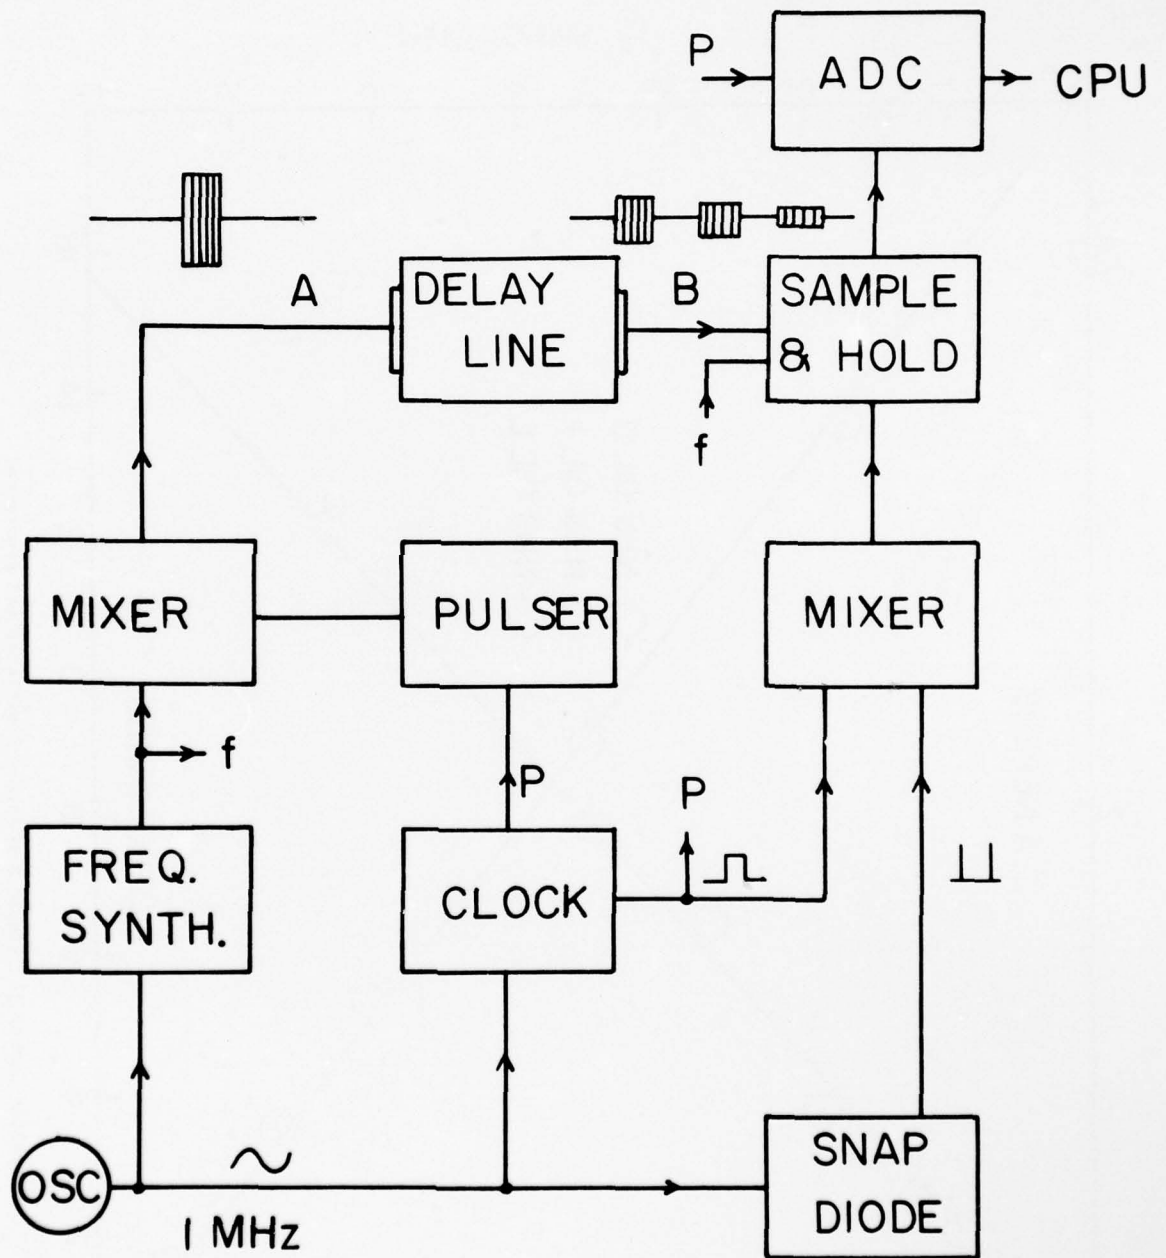 P
ADC
CPU
A
DELAY
LINE
B
SAMPLE
& HOLD
f
MIXER
PULSER
MIXER
f
P
P
FREQ.
SYNTH.
CLOCK
OSC
1 MHz
SNAP
DIODE